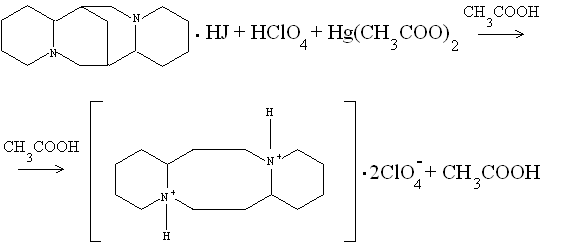 CH3COOH
N N · HJ + HClO4 + Hg(CH3COO)2
CH3COOH
H
N+
N+
H
·2ClO4- + CH3COOH